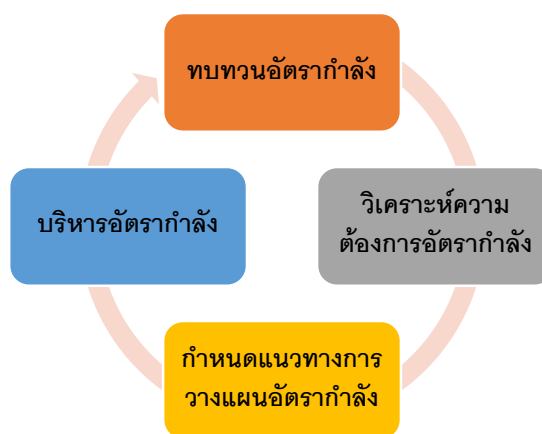 ทบทวนอัตรากำลัง
วิเคราะห์ความ
ต้องการอัตรากำลัง
กำหนดแนวทางการ
วางแผนอัตรากำลัง
บริหารอัตรากำลัง